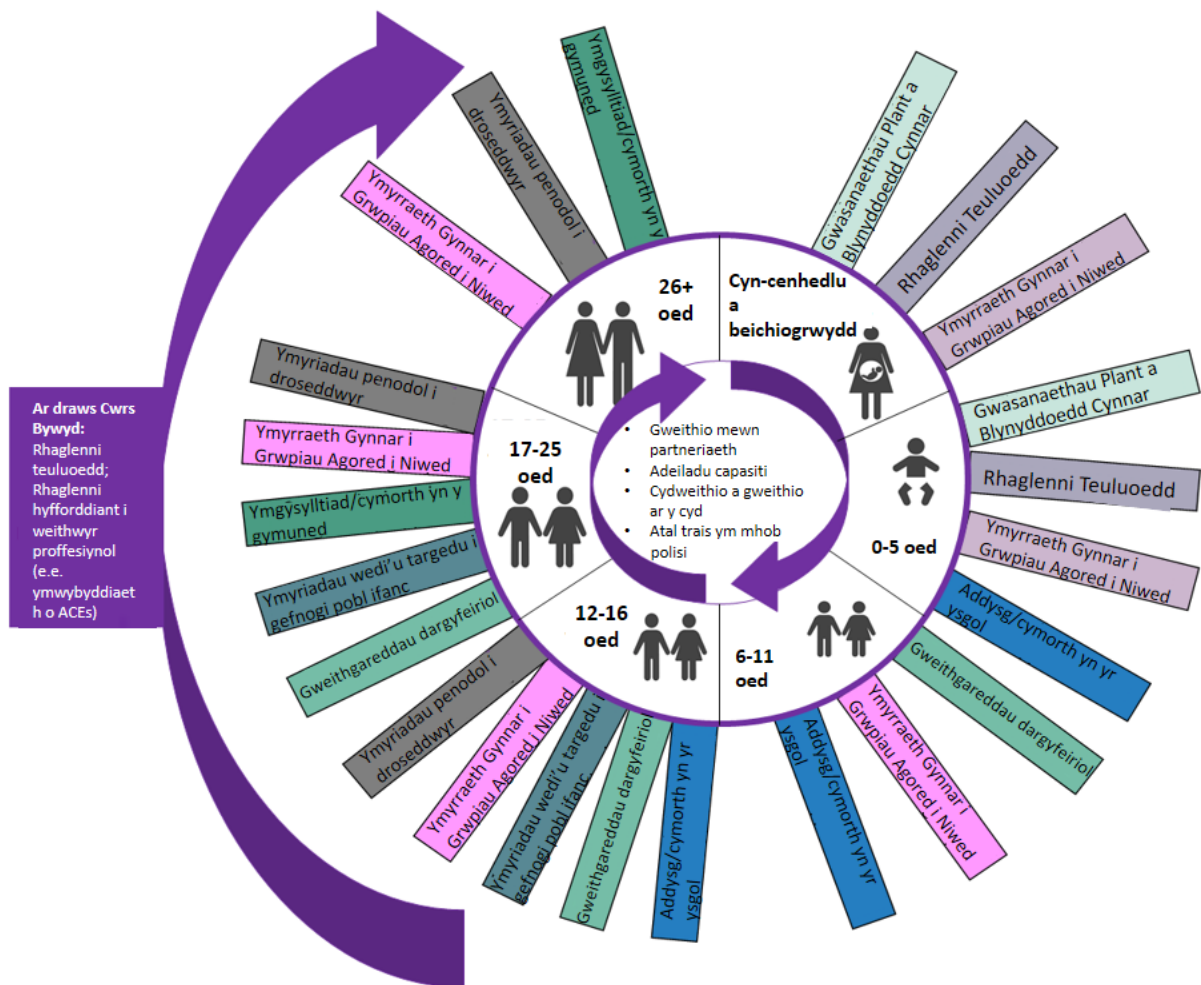 Ymgysylltiad/cymorth yn y
gymuned
Ymyriadau penodol i
droseddwyr
Ymyrraeth Gynnar i
Grwpiau Agored i Niwed
Gwasanaethau Plant a
Blynyddoedd Cynnar
Rhaglenni Teuluoedd
Ymyrraeth Gynnar i
Grwpiau Agored i Niwed
Gwasanaethau Plant a
Blynyddoedd Cynnar
Rhaglenni Teuluoedd
Ymyrraeth Gynnar i
Grwpiau Agored i Niwed
Addysg/cymorth yn yr
ysgol
Gweithgareddau dargyfeiriol
Ymyrraeth Gynnar i
Grwpiau Agored i Niwed
Addysg/cymorth yn yr
ysgol
Addysg/cymorth yn yr
ysgol
Gweithgareddau dargyfeiriol
Ymyriadau wedi'u targedu i
gefnogi pobl ifanc.
Ymyrraeth Gynnar i
Grwpiau Agored i Niwed
Ymyriadau penodol i
droseddwyr
Gweithgareddau dargyfeiriol
Ymyriadau wedi'u targedu i
gefnogi pobl ifanc
Ymgysylltiad/cymorth yn y
gymuned
Ymyrraeth Gynnar i
Grwpiau Agored i Niwed
Ymyriadau penodol i
droseddwyr
26+
oed
Cyn-cenhedlu
a
beichiogrwydd
0-5 oed
6-11
oed
12-16
oed
17-25
oed
• Gweithio mewn
partneriaeth
• Adeiladu capasiti
• Cydweithio a gweithio
ar y cyd
• Atal trais ym mhob
polisi
Ar draws Cwrs
Bywyd:
Rhaglenni
teuluoedd;
Rhaglenni
hyfforddiant i
weithwyr
proffesiynol
(e.e.
ymwybyddiaet
h o ACEs)